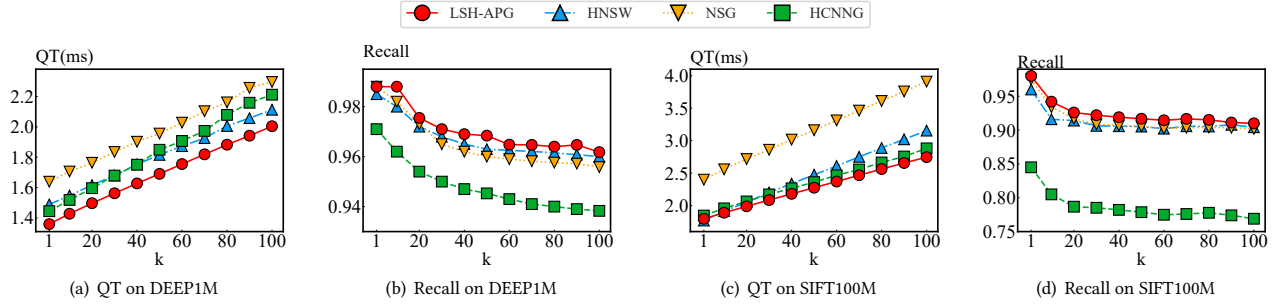 LSH-APG HNSW NSG HCNNG
QT(ms)
2.2
2.0
1.8
1.6
1.4
1 20 40 60 80 100
k
(a) QT on DEEP1M
Recall
0.98
0.96
0.94
1 20 40 60 80 100
k
(b) Recall on DEEP1M
QT(ms)
4.0
3.5
3.0
2.5
2.0
1 20 40 60 80 100
k
(c) QT on SIFT100M
Recall
0.95
0.90
0.85
0.80
0.75
1 20 40 60 80 100
k
(d) Recall on SIFT100M